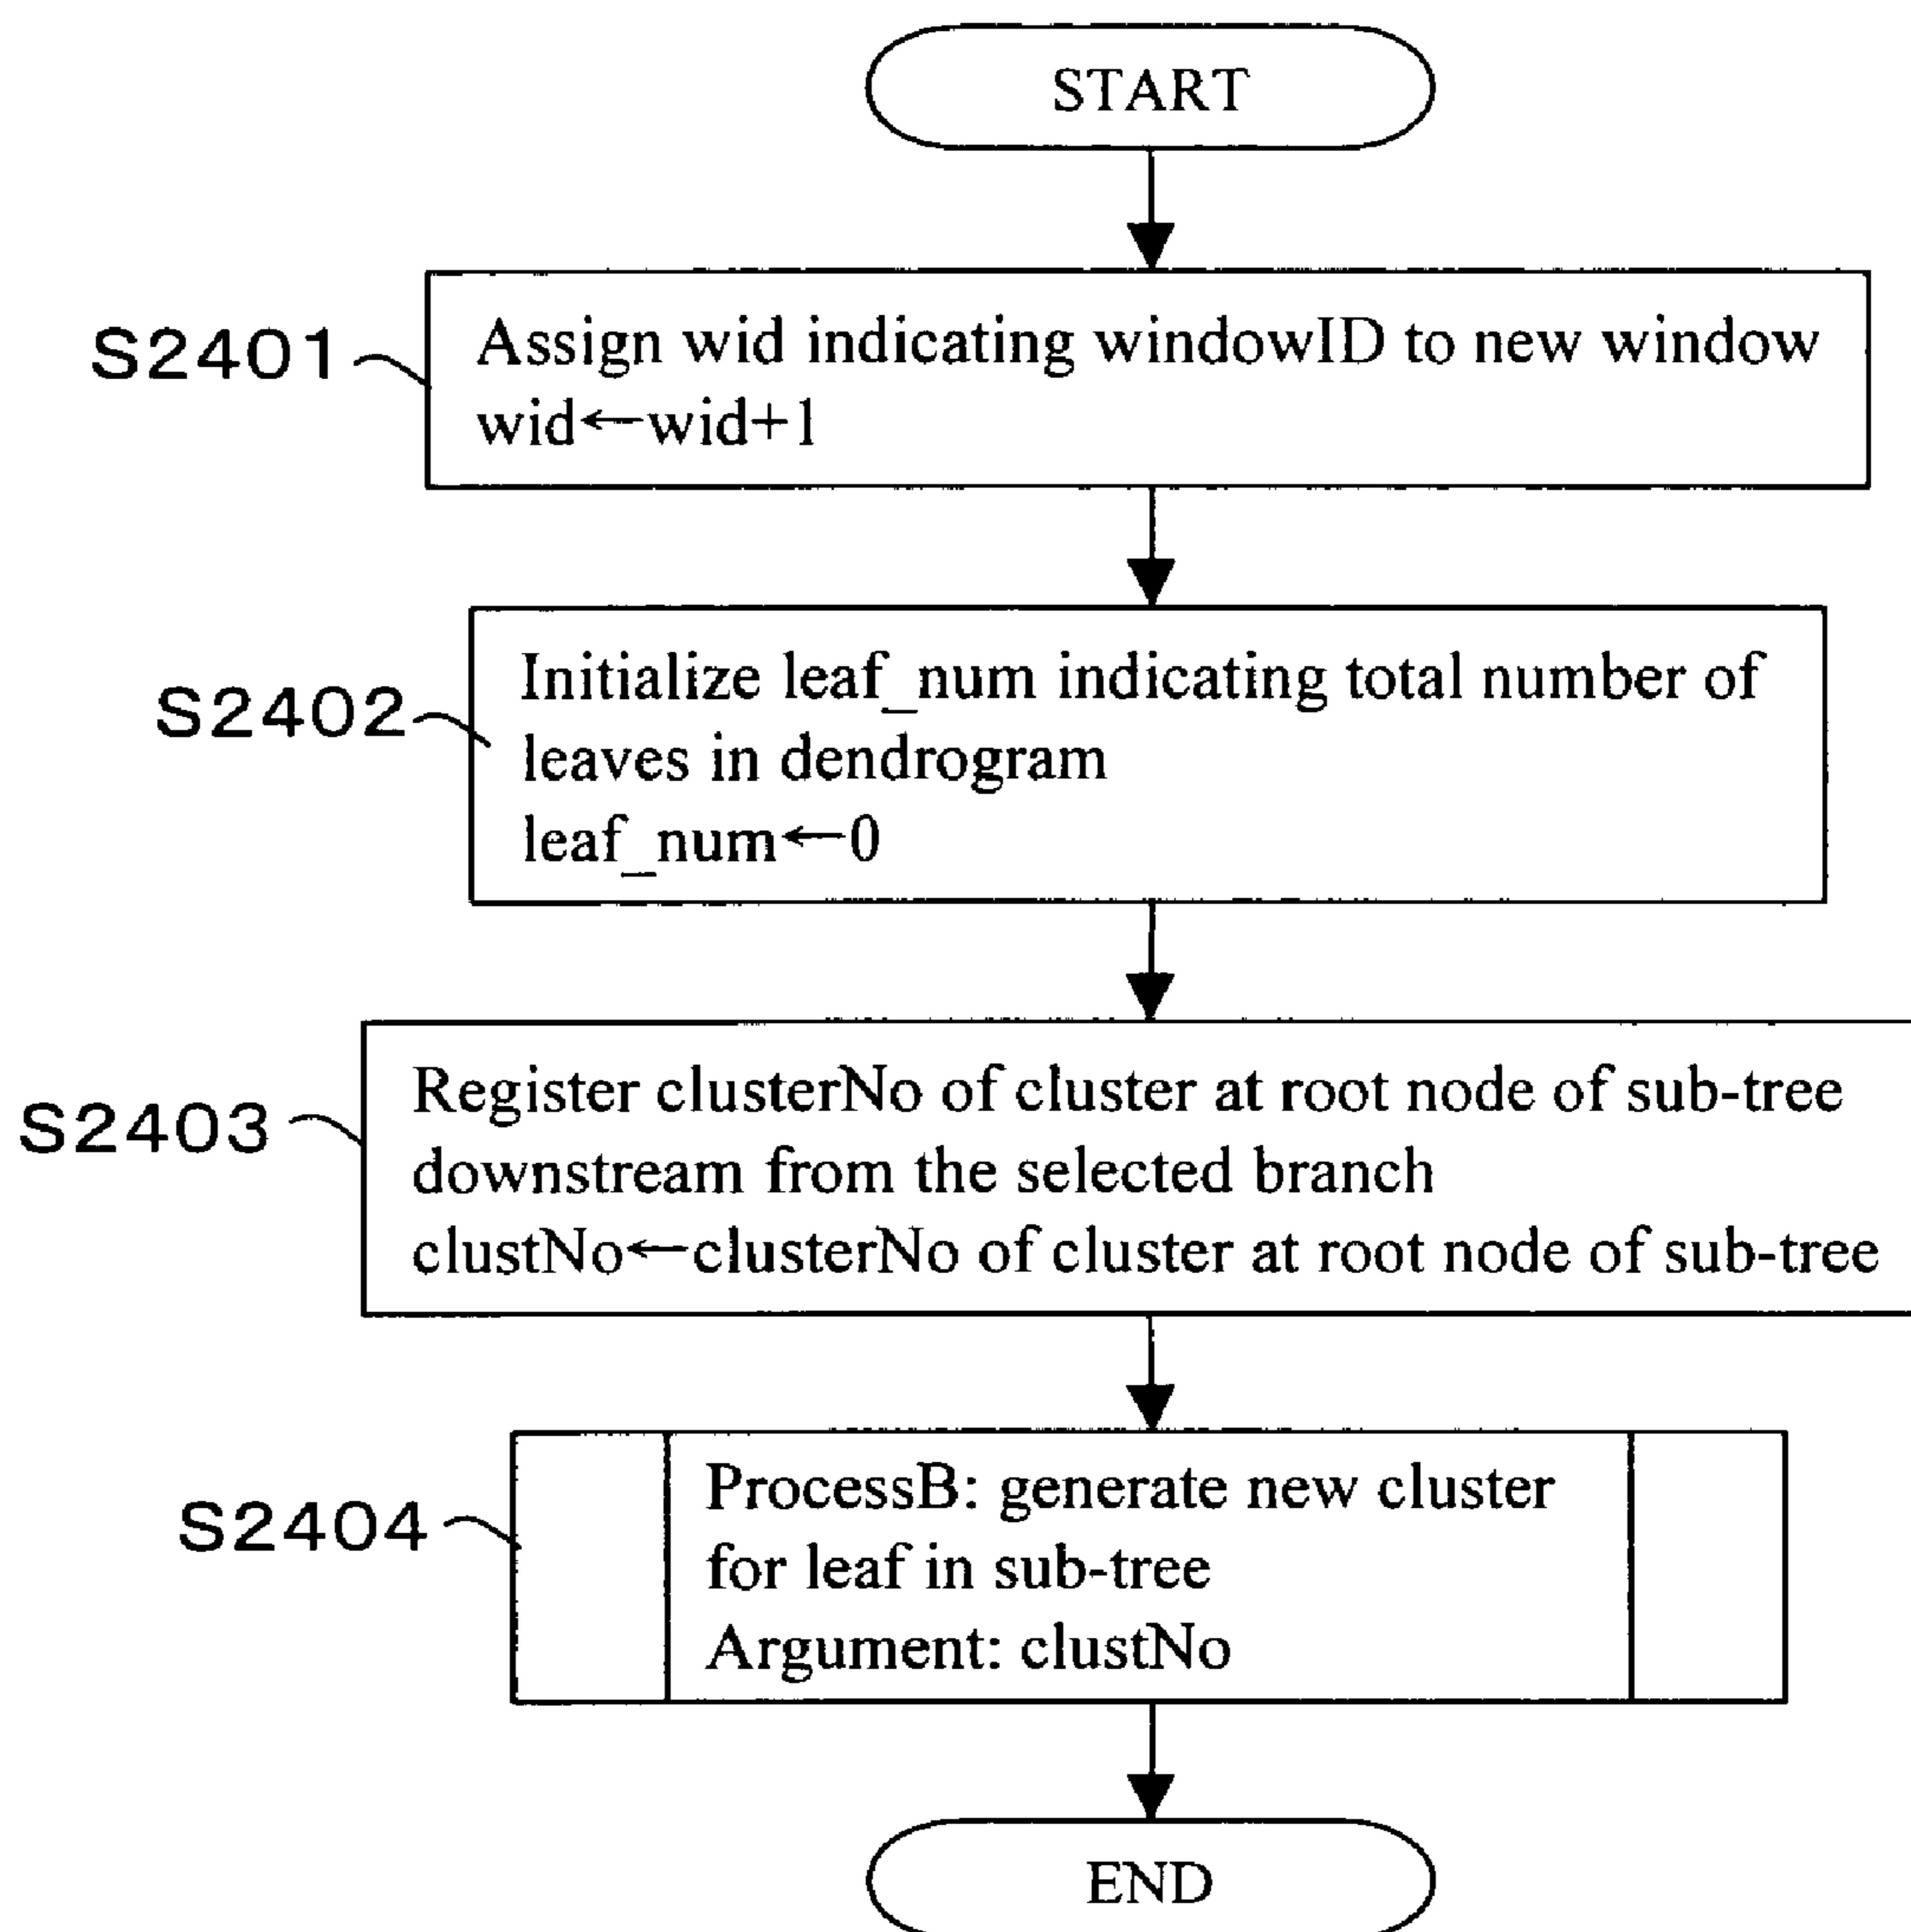 START
S2401
Assign wid indicating windowID to new window
wid←wid+1
S2402
Initialize leaf_num indicating total number of
leaves in dendrogram
leaf_num←0
S2403
Register clusterNo of cluster at root node of sub-tree
downstream from the selected branch
clustNo←clusterNo of cluster at root node of sub-tree
S2404
ProcessB: generate new cluster
for leaf in sub-tree
Argument: clustNo
END